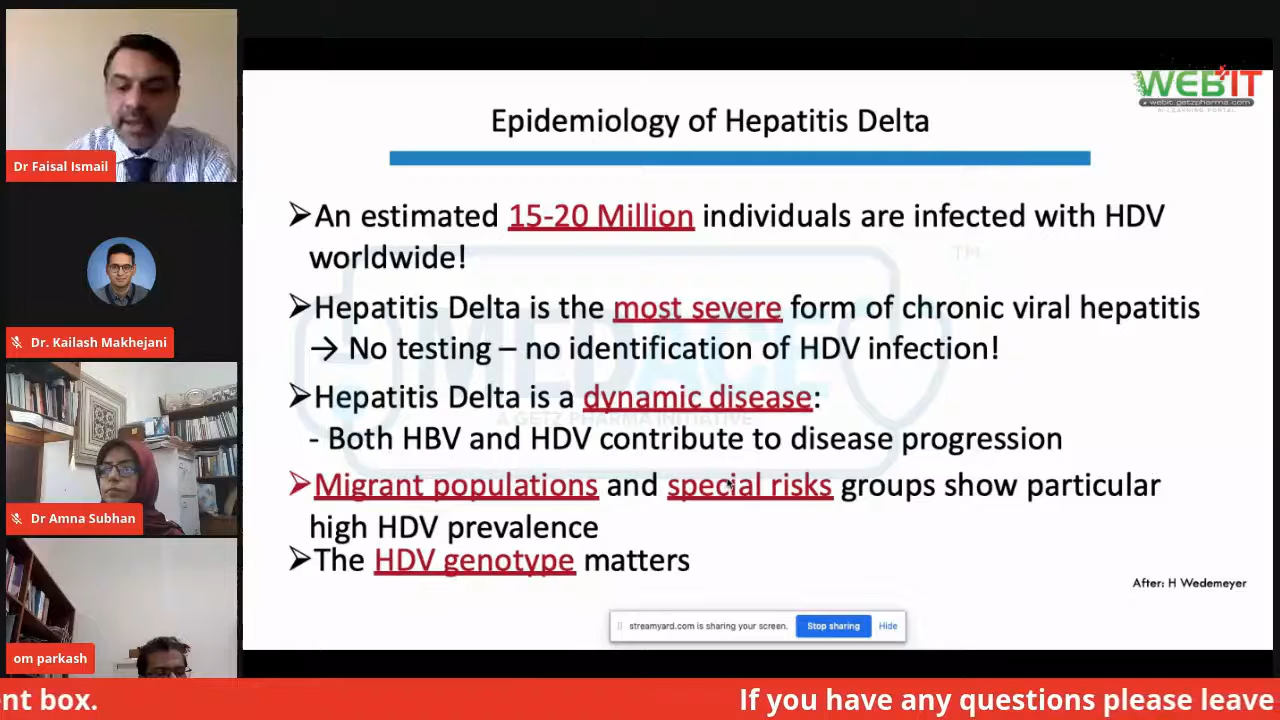 Dr Faisal Ismail
Dr. Kailash Makhejani
Dr Amna Subhan
om parkash
WEBIT
webit.getzpharma.com
E-LEARNING PORTAL
Epidemiology of Hepatitis Delta
➢An estimated 15-20 Million individuals are infected with HDV
worldwide!
➢Hepatitis Delta is the most severe form of chronic viral hepatitis
→ No testing – no identification of HDV infection!
➢Hepatitis Delta is a dynamic disease:
- Both HBV and HDV contribute to disease progression
➢Migrant populations and special risks groups show particular
high HDV prevalence
➢The HDV genotype matters
TM
MEDACE
A GETZ PHARMA INITIATIVE
After: H Wedemeyer
streamyard.com is sharing your screen. Stop sharing Hide
nt box. If you have any questions please leave